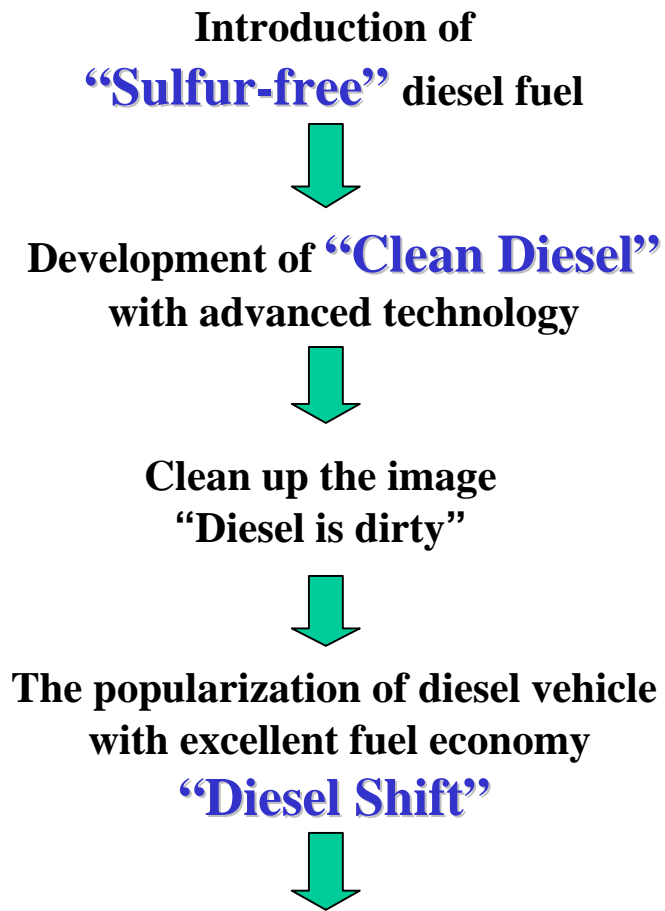 Introduction of
“Sulfur-free” diesel fuel
Development of “Clean Diesel”
with advanced technology
Clean up the image
“Diesel is dirty”
The popularization of diesel vehicle
with excellent fuel economy
“Diesel Shift”